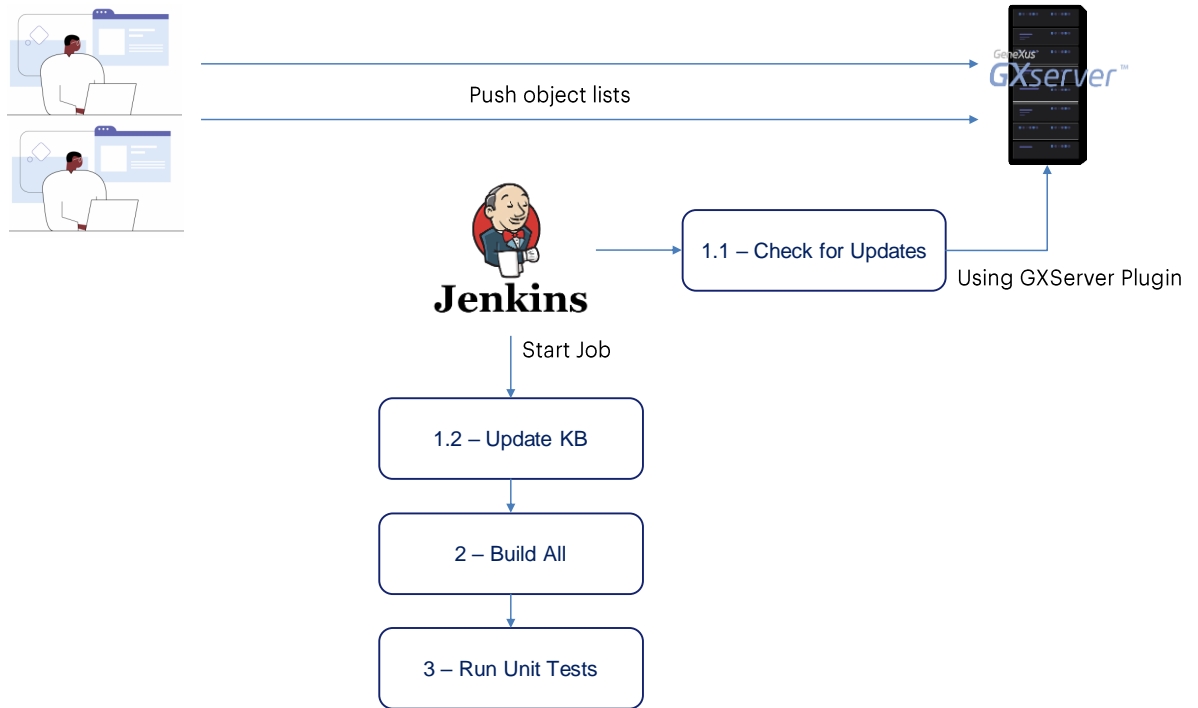 GeneXus
GXserver™
Push object lists
1.1 – Check for Updates
Using GXServer Plugin
Jenkins
Start Job
1.2 – Update KB
2 – Build All
3 – Run Unit Tests